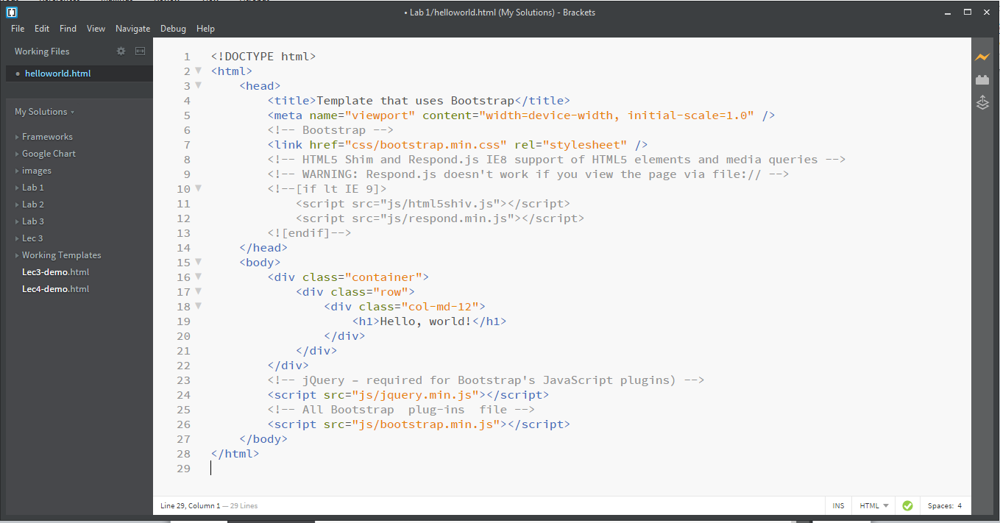 • Lab 1/helloworld.html (My Solutions) - Brackets
File Edit Find View Navigate Debug Help
Working Files
• helloworld.html
My Solutions
Frameworks
Google Chart
images
Lab 1
Lab 2
Lab 3
Lec 3
Working Templates
Lec3-demo.html
Lec4-demo.html
1 <!DOCTYPE html>
2 <html>
3     <head>
4         <title>Template that uses Bootstrap</title>
5         <meta name="viewport" content="width=device-width, initial-scale=1.0" />
6         <!-- Bootstrap -->
7         <link href="css/bootstrap.min.css" rel="stylesheet" />
8         <!-- HTML5 Shim and Respond.js IE8 support of HTML5 elements and media queries -->
9         <!-- WARNING: Respond.js doesn't work if you view the page via file:// -->
10         <!--[if lt IE 9]>
11             <script src="js/html5shiv.js"></script>
12             <script src="js/respond.min.js"></script>
13         <![endif]-->
14     </head>
15     <body>
16         <div class="container">
17             <div class="row">
18                 <div class="col-md-12">
19                     <h1>Hello, world!</h1>
20                 </div>
21             </div>
22         </div>
23         <!-- jQuery – required for Bootstrap's JavaScript plugins) -->
24         <script src="js/jquery.min.js"></script>
25         <!-- All Bootstrap  plug-ins  file -->
26         <script src="js/bootstrap.min.js"></script>
27     </body>
28 </html>
29
Line 29, Column 1 — 29 Lines
INS HTML Spaces: 4